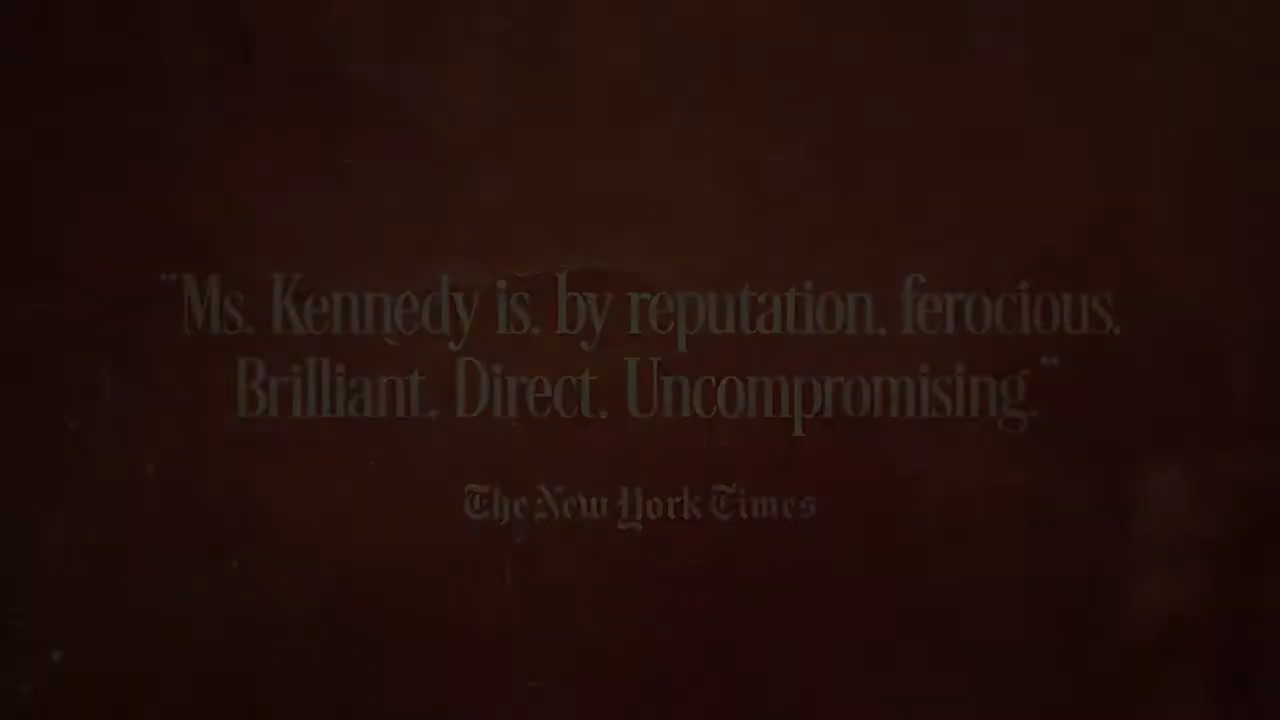 "Ms. Kennedy is, by reputation, ferocious.
Brilliant. Direct. Uncompromising."
The New York Times